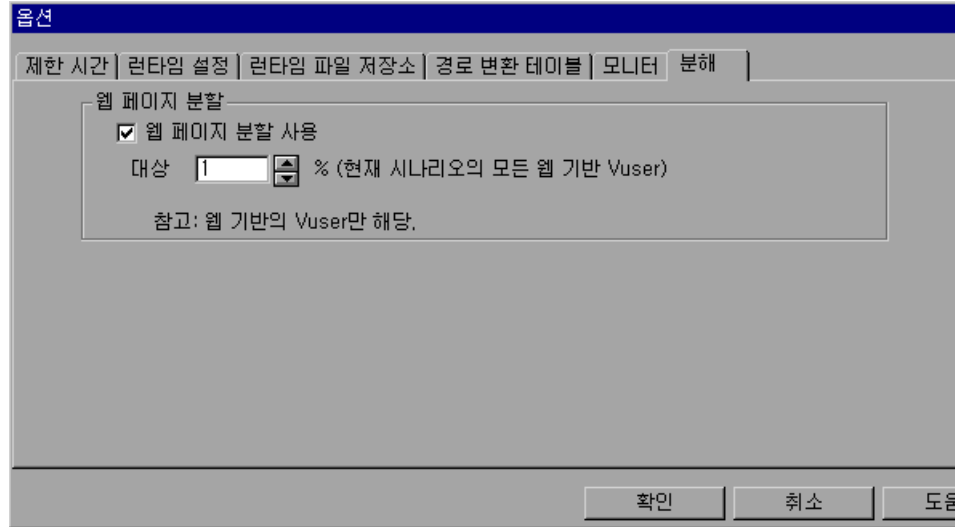 옵션
제한 시간 런타임 설정 런타임 파일 저장소 경로 변환 테이블 모니터 분해
웹 페이지 분할
웹 페이지 분할 사용
대상 1 % (현재 시나리오의 모든 웹 기반 Vuser)
참고: 웹 기반의 Vuser만 해당.
확인 취소